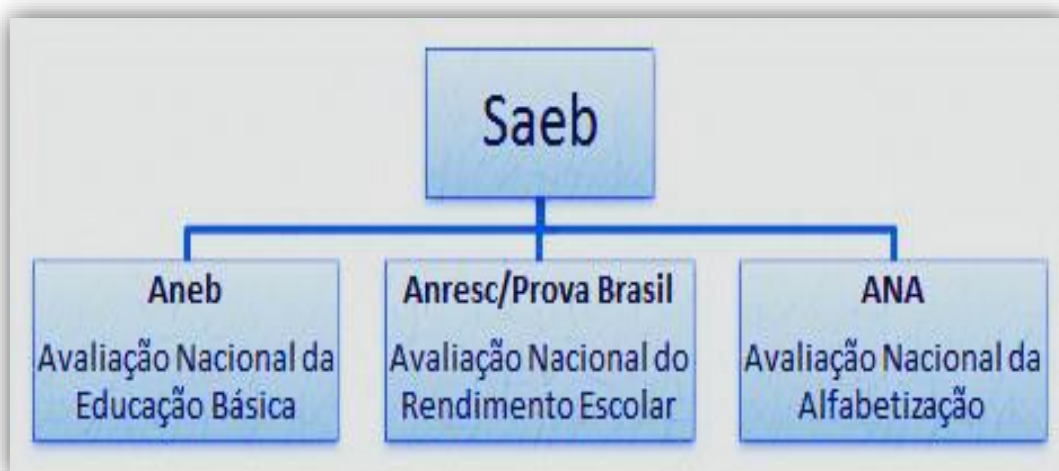 Saeb
Aneb
Avaliação Nacional da
Educação Básica
Anresc/Prova Brasil
Avaliação Nacional do
Rendimento Escolar
ANA
Avaliação Nacional da
Alfabetização